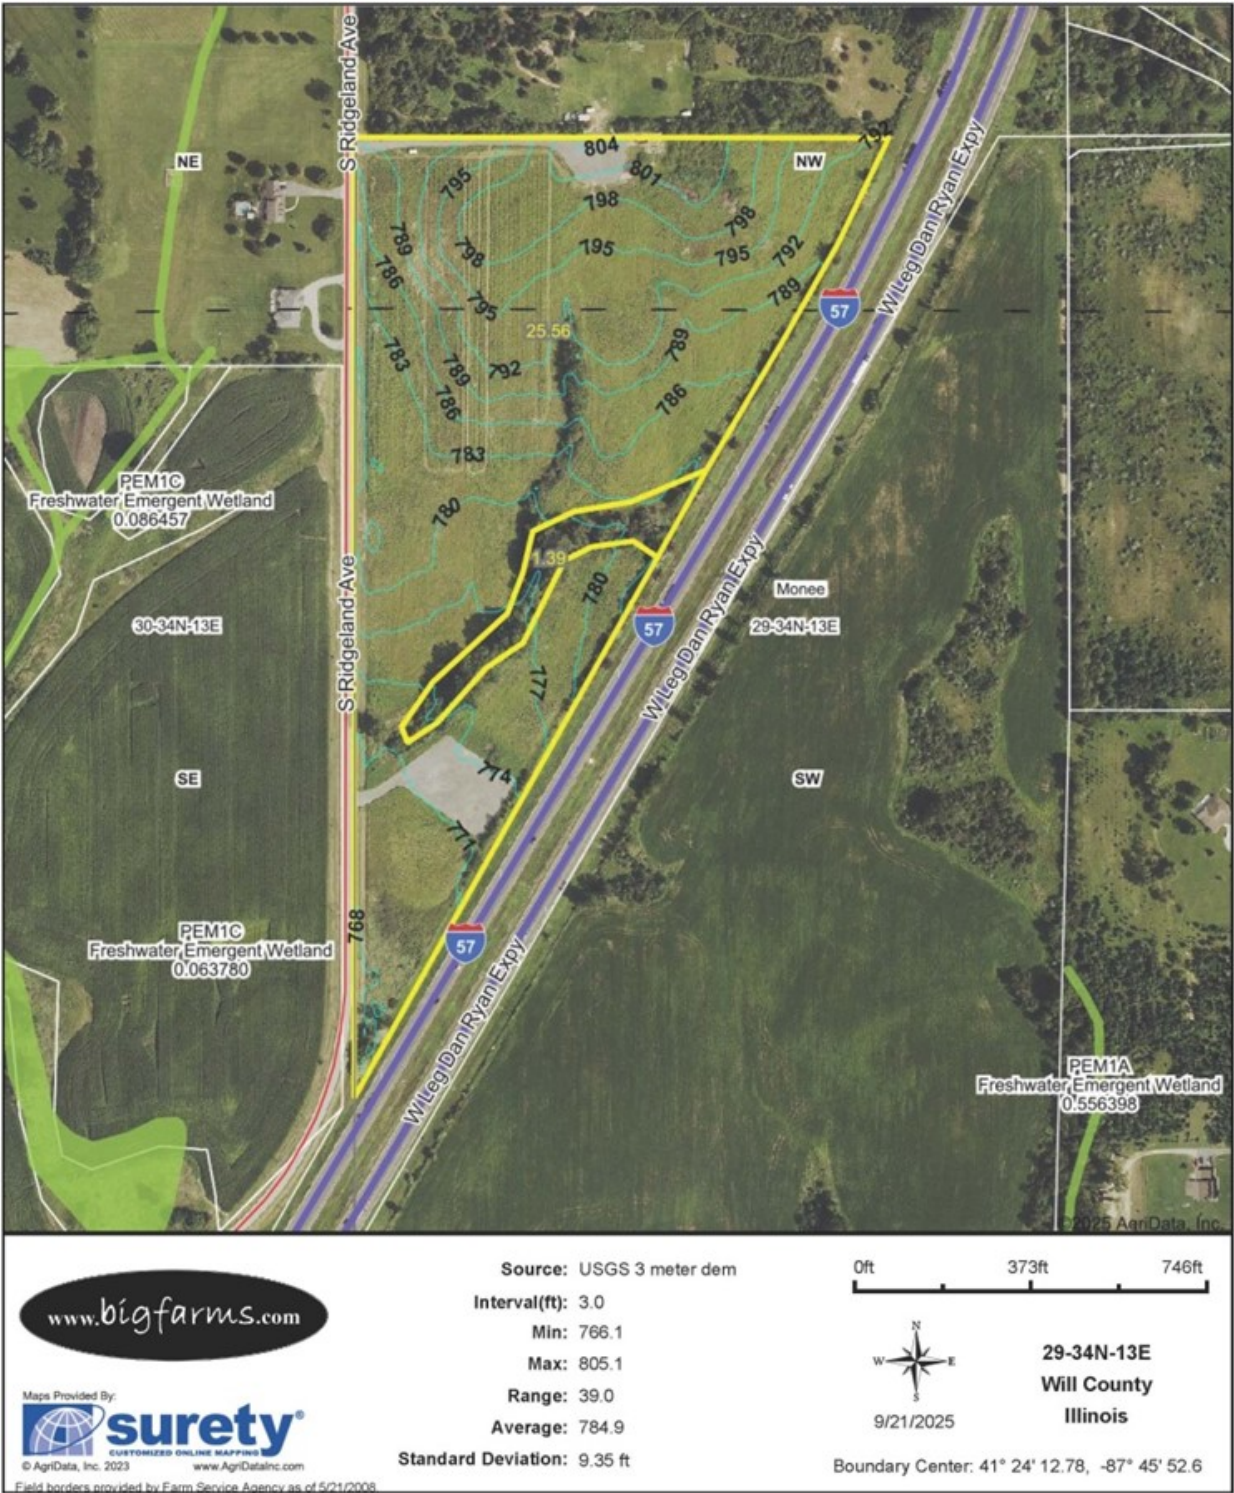 S Ridgeland Ave
792
W Leg Dan Ryan Expy
NE
804
NW
795
801
798
798
789
798
795
795
792
786
789
795
57
25.56
783
789
792
789
786
786
783
PEM1C
Freshwater Emergent Wetland
0.086457
780
1.39
S Ridgeland Ave
780
W Leg Dan Ryan Expy
Monee
30-34N-13E
57
29-34N-13E
777
SE
774
SW
771
PEM1C
Freshwater Emergent Wetland
0.063780
768
57
W Leg Dan Ryan Expy
PEM1A
Freshwater Emergent Wetland
0.556398
©2025 AgriData, Inc.
www.bigfarms.com
Source: USGS 3 meter dem
Interval(ft): 3.0
Min: 766.1
Max: 805.1
Range: 39.0
Average: 784.9
Standard Deviation: 9.35 ft
0ft 373ft 746ft
N
W E
S
9/21/2025
29-34N-13E
Will County
Illinois
Boundary Center: 41° 24' 12.78, -87° 45' 52.6
Maps Provided By:
surety®
CUSTOMIZED ONLINE MAPPING
© AgriData, Inc. 2023 www.AgriDataInc.com
Field borders provided by Farm Service Agency as of 5/21/2008.